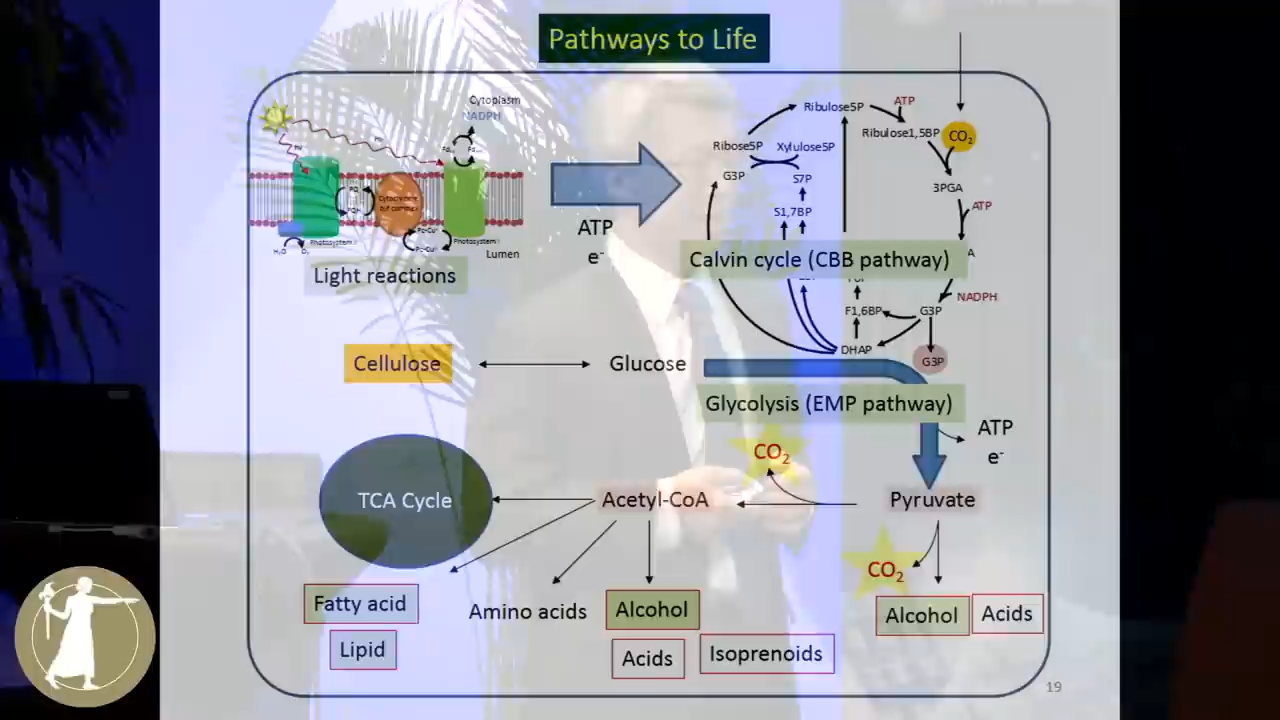 Pathways to Life
Cytoplasm
NADPH
Lumen
H₂O
O₂
Light reactions
ATP
e⁻
Ribulose5P
ATP
Ribulose1,5BP
CO₂
Ribose5P
Xylulose5P
G3P
S7P
3PGA
S1,7BP
ATP
Calvin cycle (CBB pathway)
NADPH
F1,6BP
G3P
DHAP
G3P
Cellulose
Glucose
Glycolysis (EMP pathway)
ATP
e⁻
CO₂
TCA Cycle
Acetyl-CoA
Pyruvate
CO₂
Fatty acid
Amino acids
Alcohol
Alcohol
Acids
Lipid
Acids
Isoprenoids
19